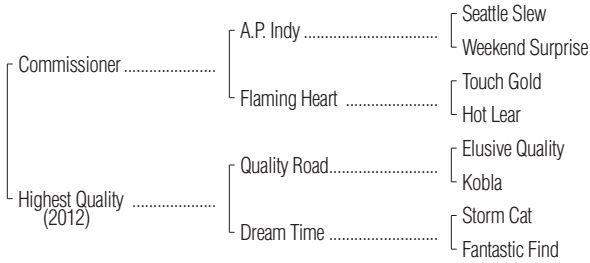 Seattle Slew
A.P. Indy ..........................
Weekend Surprise
Commissioner ......................
Touch Gold
Flaming Heart ......................
Hot Lear
Elusive Quality
Quality Road..........................
Kobla
Highest Quality ....................
(2012)
Storm Cat
Dream Time ..........................
Fantastic Find